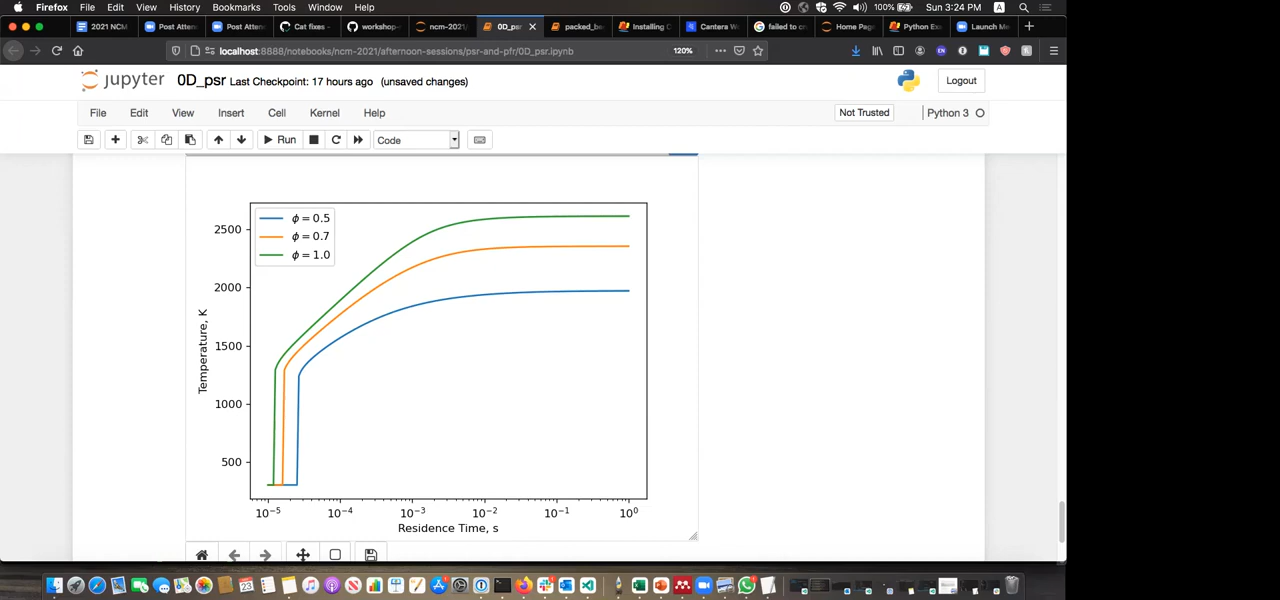 Firefox File Edit View History Bookmarks Tools Window Help 100% Sun 3:24 PM
2021 NCM Post Atten Post Atten Cat fixes - workshop- ncm-2021/ 0D_psr packed_be Installing C Cantera W failed to cr Home Page Python Exe Launch Me
localhost:8888/notebooks/ncm-2021/afternoon-sessions/psr-and-pfr/0D_psr.ipynb 120%
jupyter 0D_psr Last Checkpoint: 17 hours ago (unsaved changes) Logout
File Edit View Insert Cell Kernel Help Not Trusted Python 3
Run Code
ϕ = 0.5
ϕ = 0.7
ϕ = 1.0
2500
2000
1500
1000
500
Temperature, K
10⁻⁵ 10⁻⁴ 10⁻³ 10⁻² 10⁻¹ 10⁰
Residence Time, s